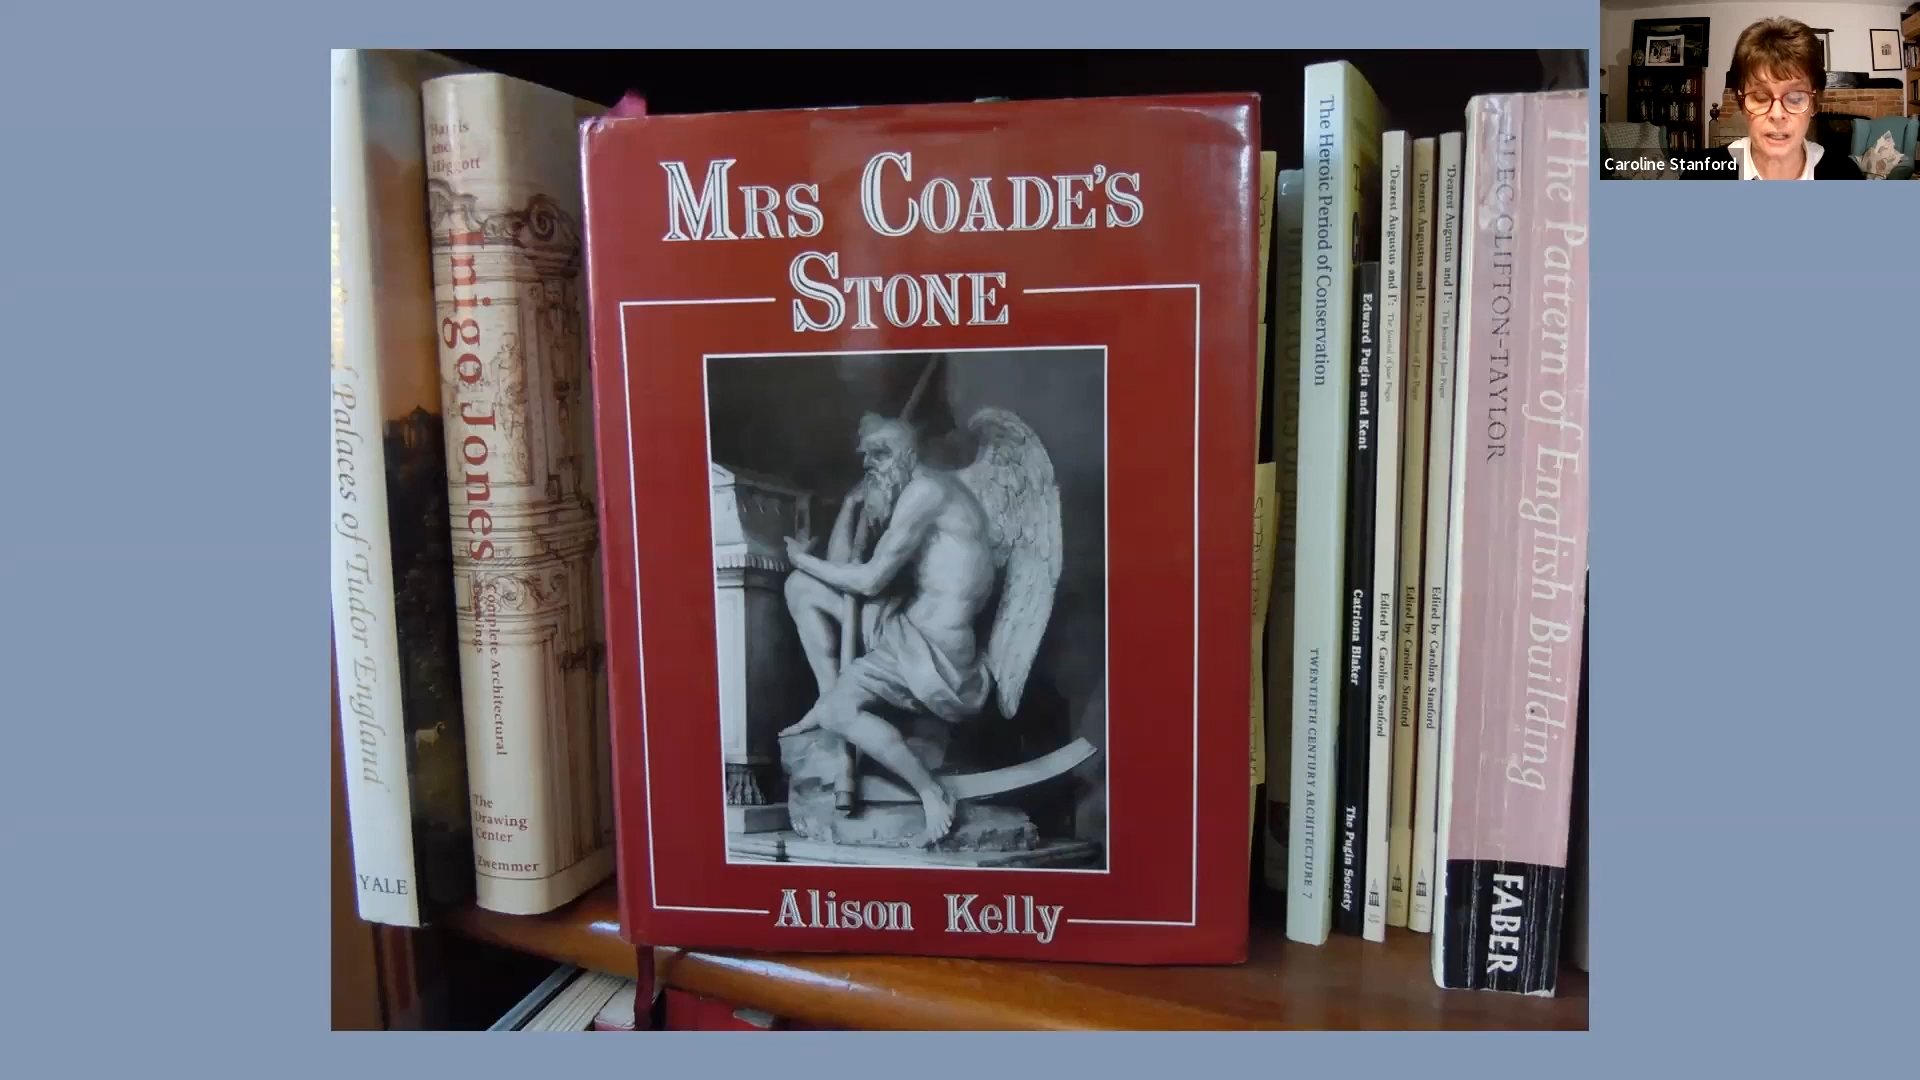 Palaces of Tudor England
YALE
Harris
and
Higgott
Inigo Jones
Complete Architectural
Drawings
The
Drawing
Center
Zwemmer
MRS COADE'S
STONE
Alison Kelly
The Heroic Period of Conservation
TWENTIETH CENTURY ARCHITECTURE 7
Edward Pugin and Kent
Catriona Blaker
The Pugin Society
'Dearest Augustus and I': The Journal of Jane Pugin
Edited by Caroline Stanford
'Dearest Augustus and I': The Journal of Jane Pugin
Edited by Caroline Stanford
'Dearest Augustus and I': The Journal of Jane Pugin
Edited by Caroline Stanford
ALEC CLIFTON-TAYLOR
The Pattern of English Building
FABER
Caroline Stanford